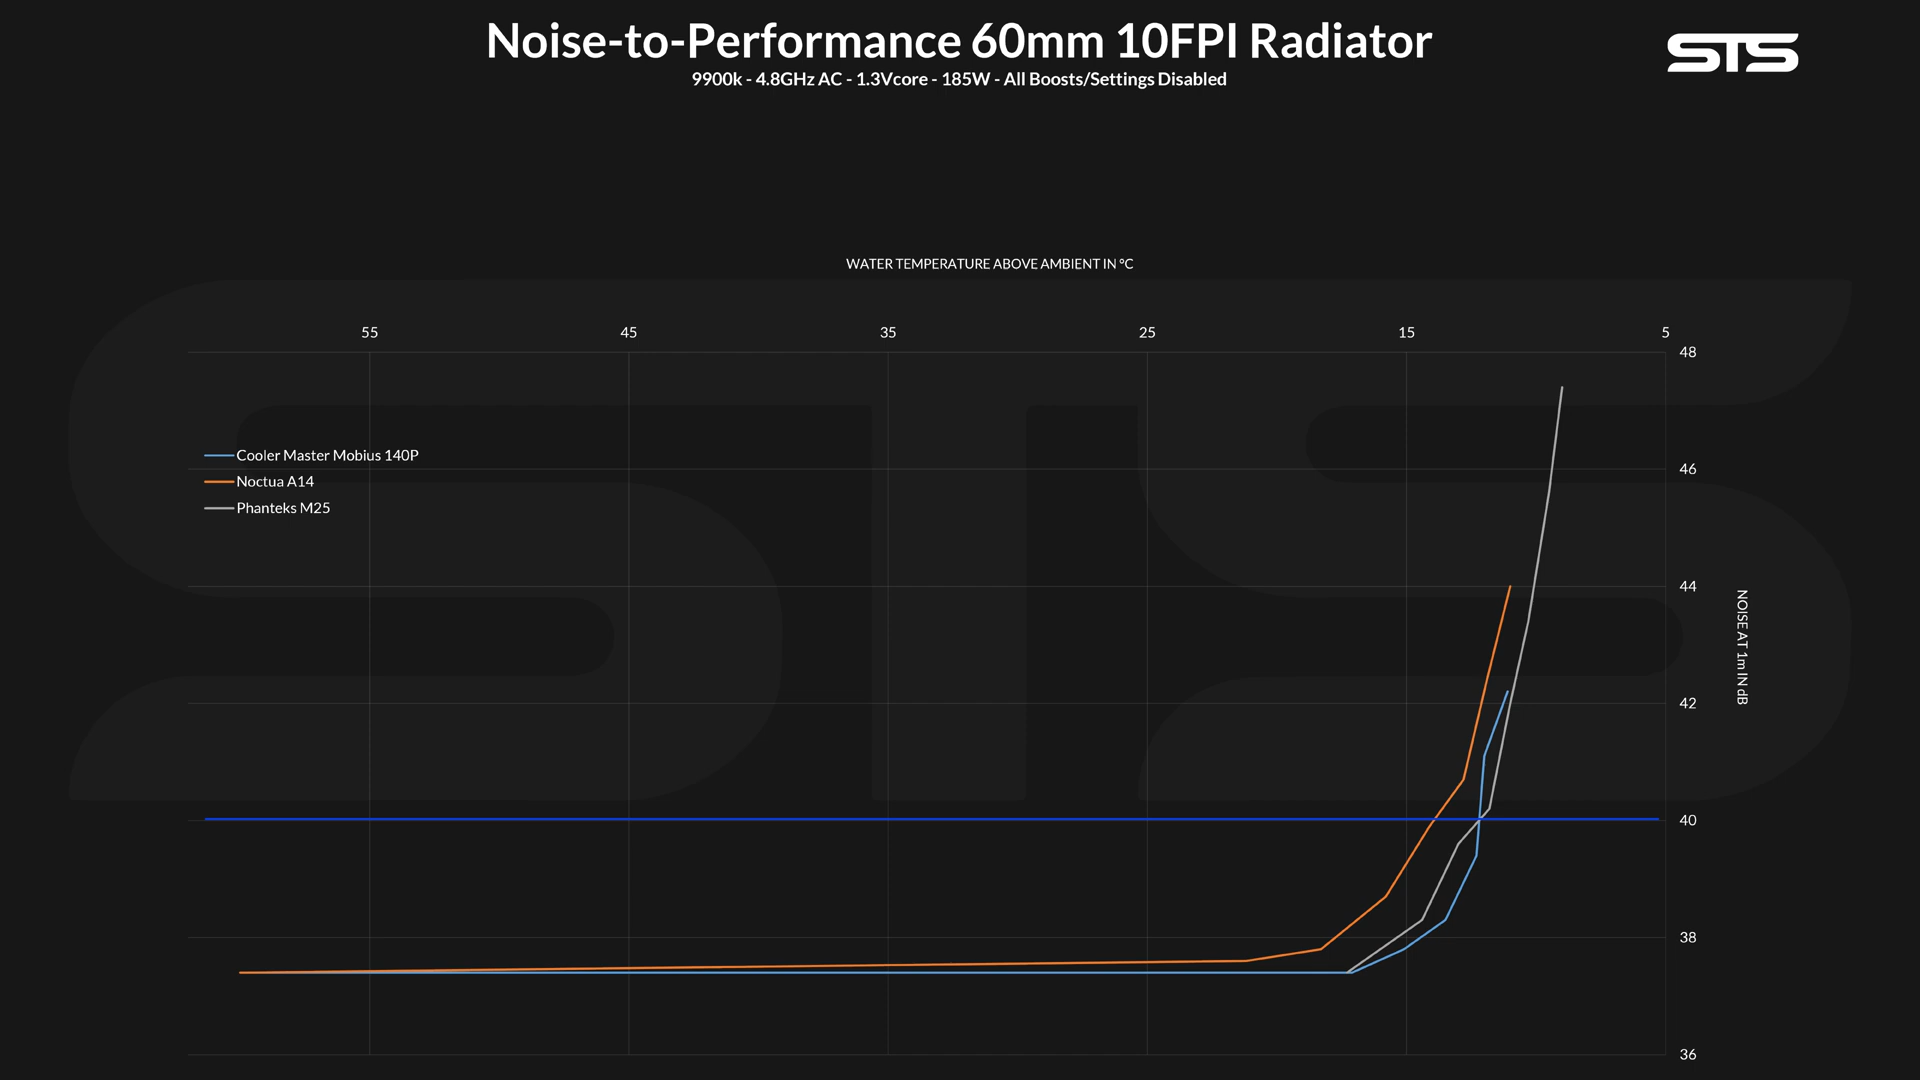 Noise-to-Performance 60mm 10FPI Radiator
9900k - 4.8GHz AC - 1.3Vcore - 185W - All Boosts/Settings Disabled
STS
WATER TEMPERATURE ABOVE AMBIENT IN °C
55 45 35 25 15 5
48
Cooler Master Mobius 140P
46
Noctua A14
Phanteks M25
44
NOISE AT 1m IN dB
42
40
38
36